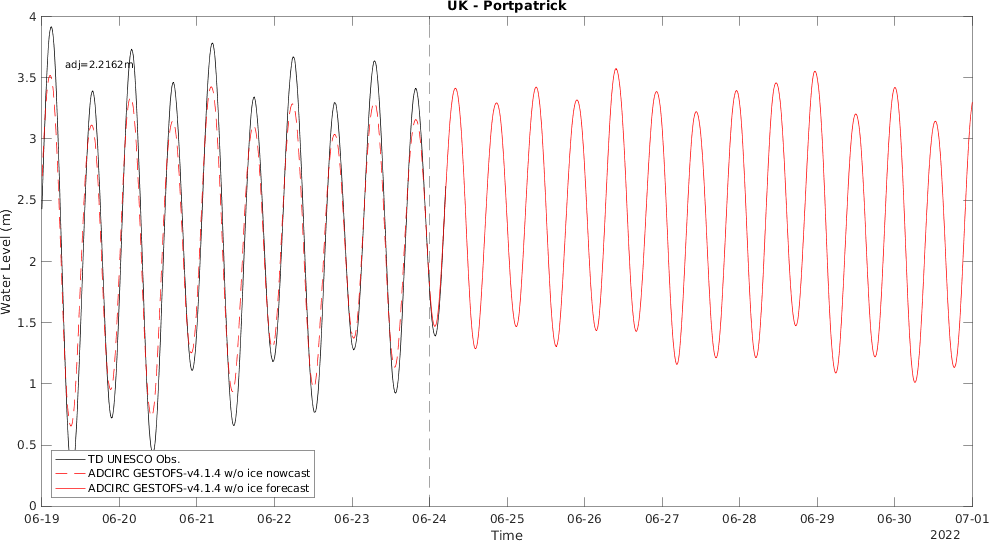 UK - Portpatrick
4
adj=2.2162m
3.5
3
2.5
2
1.5
1
0.5
0
Water Level (m)
TD UNESCO Obs.
ADCIRC GESTOFS-v4.1.4 w/o ice nowcast
ADCIRC GESTOFS-v4.1.4 w/o ice forecast
06-19 06-20 06-21 06-22 06-23 06-24 06-25 06-26 06-27 06-28 06-29 06-30 07-01
Time
2022